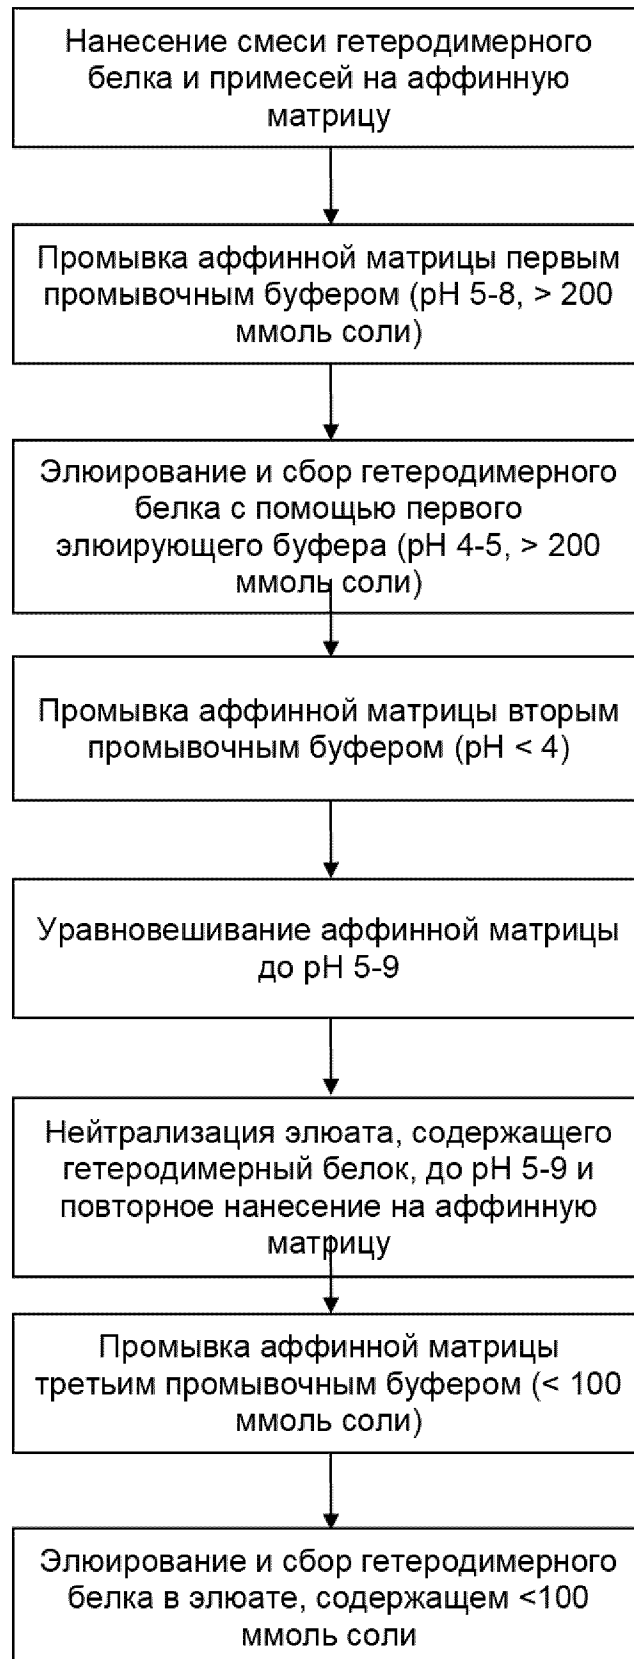 Нанесение смеси гетеродимерного
белка и примесей на аффинную
матрицу
Промывка аффинной матрицы первым
промывочным буфером (pH 5-8, > 200
ммоль соли)
Элюирование и сбор гетеродимерного
белка с помощью первого
элюирующего буфера (pH 4-5, > 200
ммоль соли)
Промывка аффинной матрицы вторым
промывочным буфером (pH < 4)
Уравновешивание аффинной матрицы
до pH 5-9
Нейтрализация элюата, содержащего
гетеродимерный белок, до pH 5-9 и
повторное нанесение на аффинную
матрицу
Промывка аффинной матрицы
третьим промывочным буфером (< 100
ммоль соли)
Элюирование и сбор гетеродимерного
белка в элюате, содержащем <100
ммоль соли